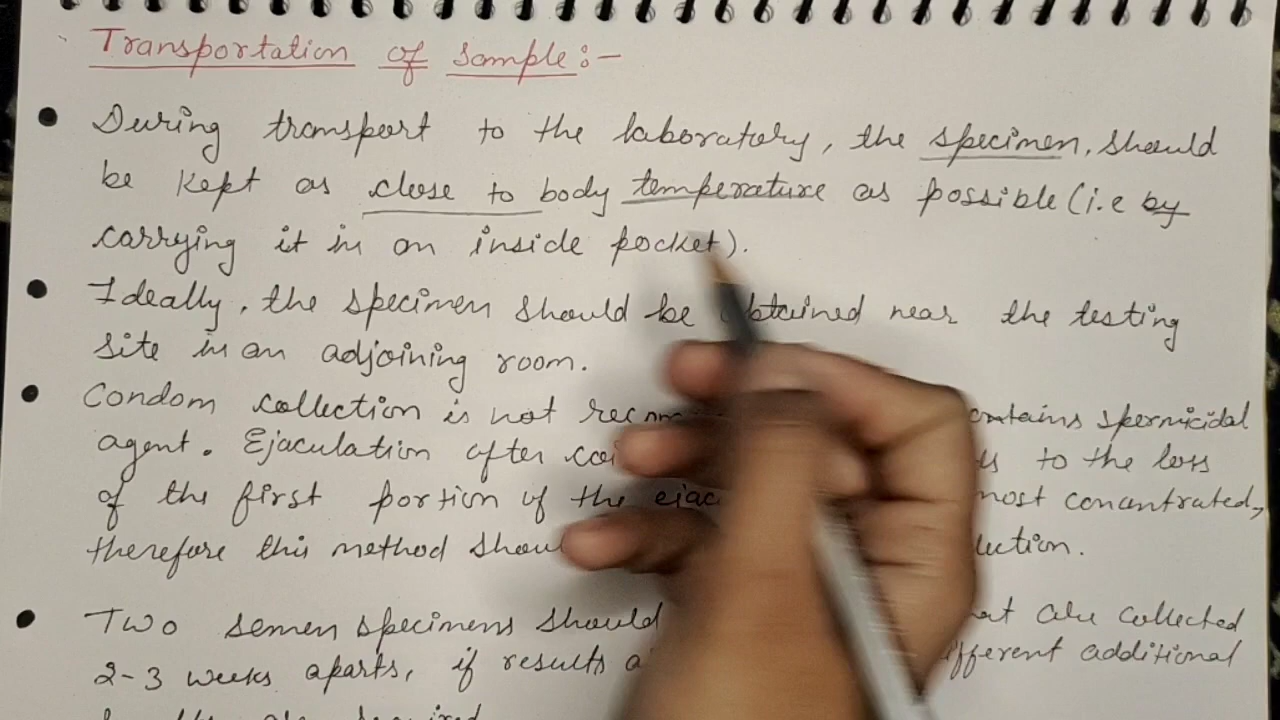 Transportation of Sample:-
During transport to the laboratory, the specimen, should
be kept as close to body temperature as possible (i.e by
carrying it in an inside pocket).
Ideally, the specimen should be obtained near the testing
site in an adjoining room.
Condom collection is not contains spermicidal
agent. Ejaculation after to the loss
of the first portion of the most concentrated,
therefore this method
Two semen specimens should are collected
2-3 weeks aparts, if results additional